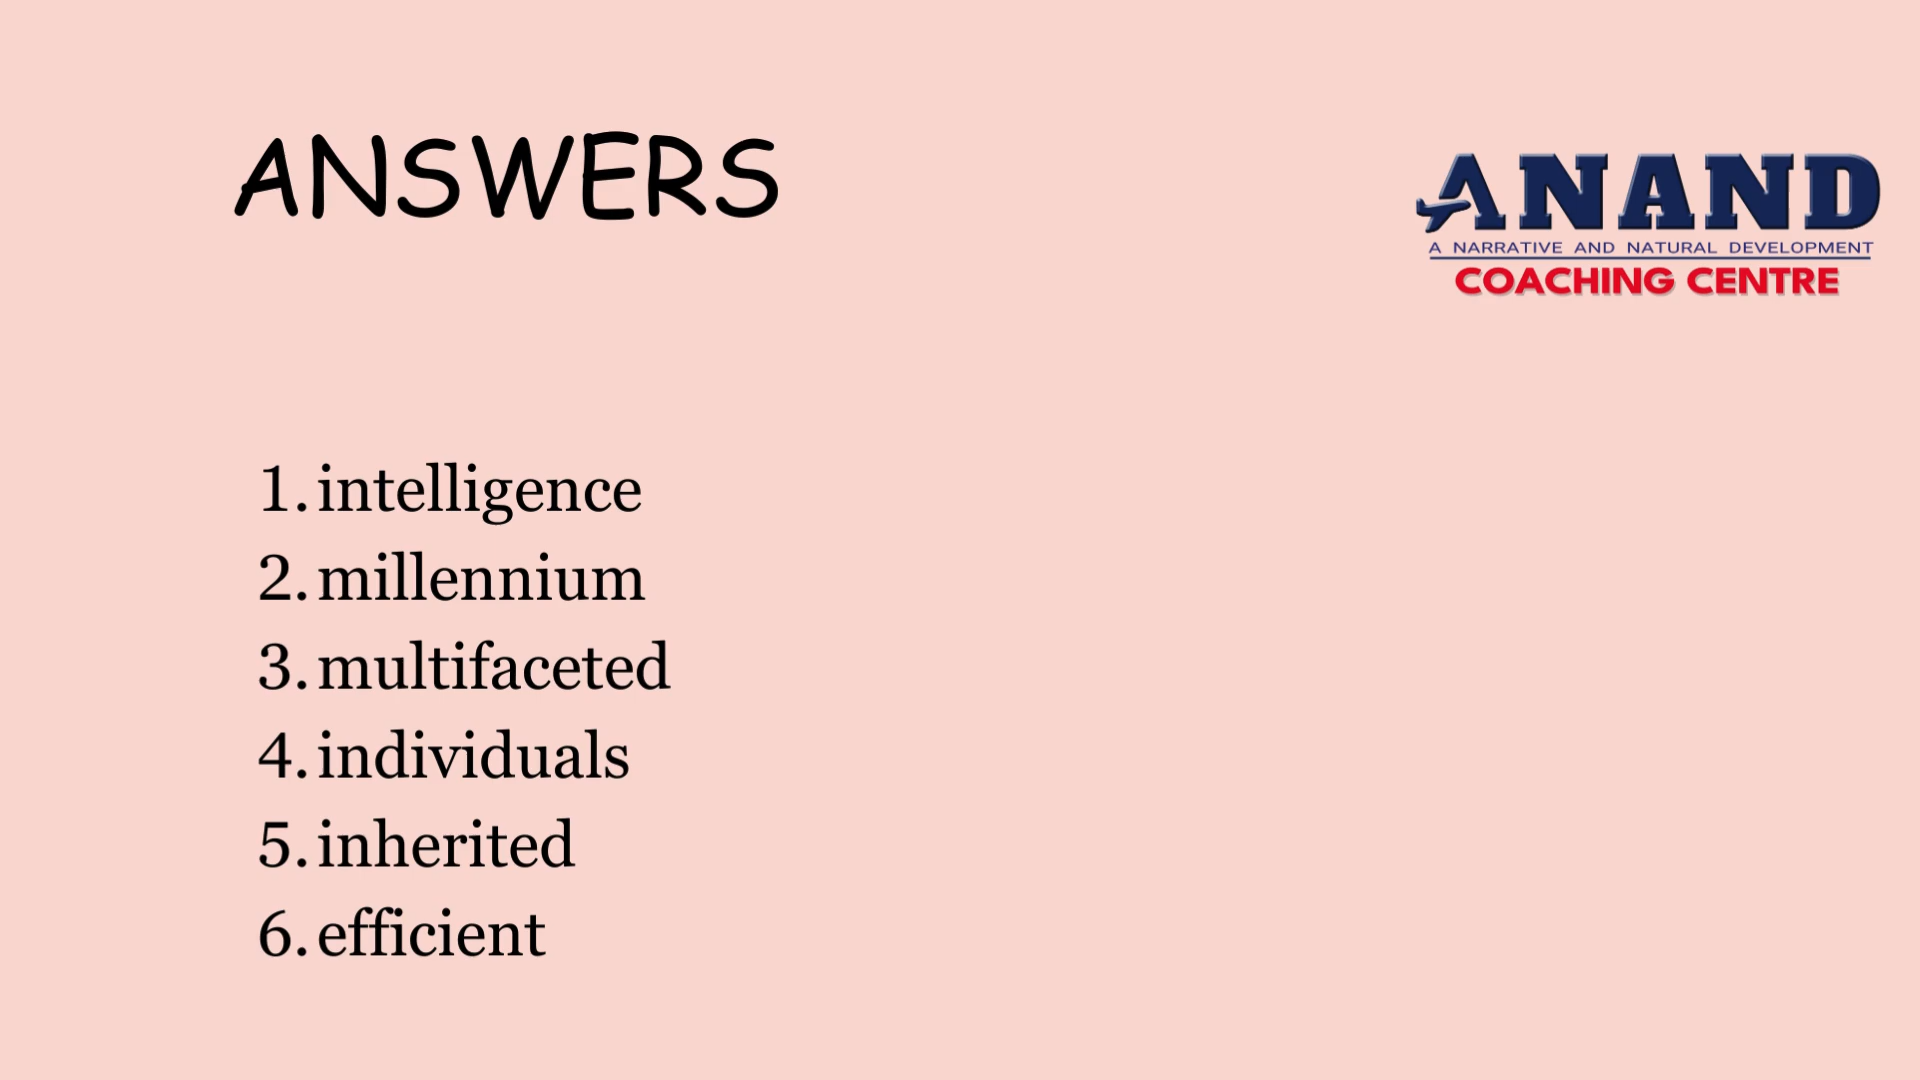 ANSWERS
ANAND
A NARRATIVE AND NATURAL DEVELOPMENT
COACHING CENTRE
1. intelligence
2. millennium
3. multifaceted
4. individuals
5. inherited
6. efficient